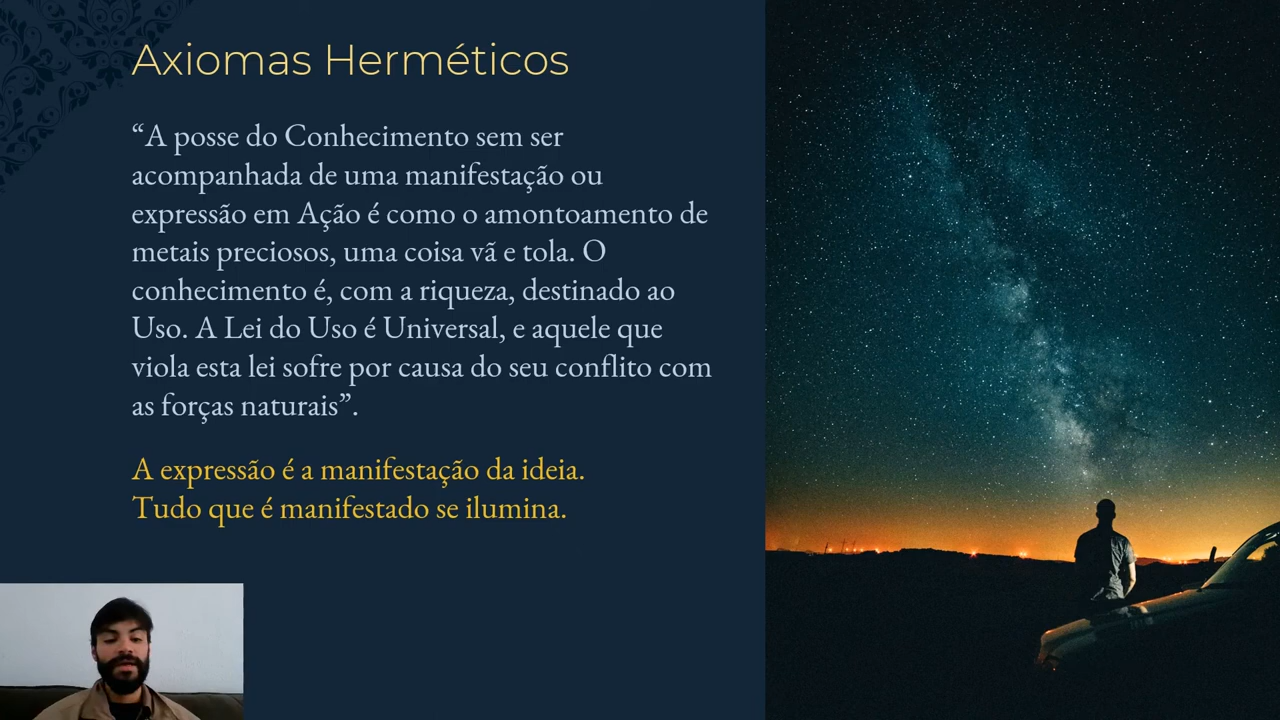 Axiomas Herméticos
“A posse do Conhecimento sem ser
acompanhada de uma manifestação ou
expressão em Ação é como o amontoamento de
metais preciosos, uma coisa vã e tola. O
conhecimento é, com a riqueza, destinado ao
Uso. A Lei do Uso é Universal, e aquele que
viola esta lei sofre por causa do seu conflito com
as forças naturais”.
A expressão é a manifestação da ideia.
Tudo que é manifestado se ilumina.